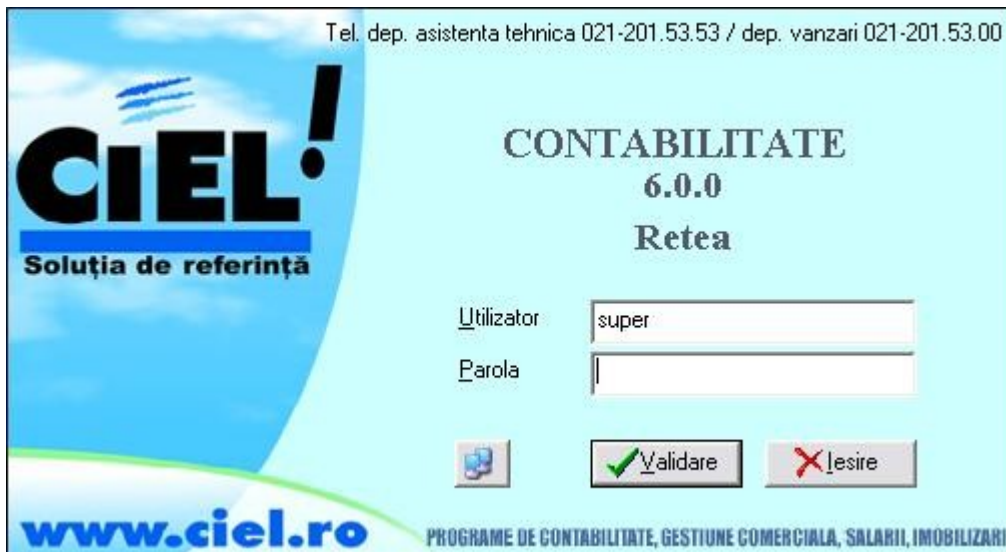 Tel. dep. asistenta tehnica 021-201.53.53 / dep. vanzari 021-201.53.00
CIEL!
Soluția de referință
CONTABILITATE
6.0.0
Retea
Utilizator super
Parola
Validare Iesire
www.ciel.ro
PROGRAME DE CONTABILITATE, GESTIUNE COMERCIALA, SALARII, IMOBILIZARI